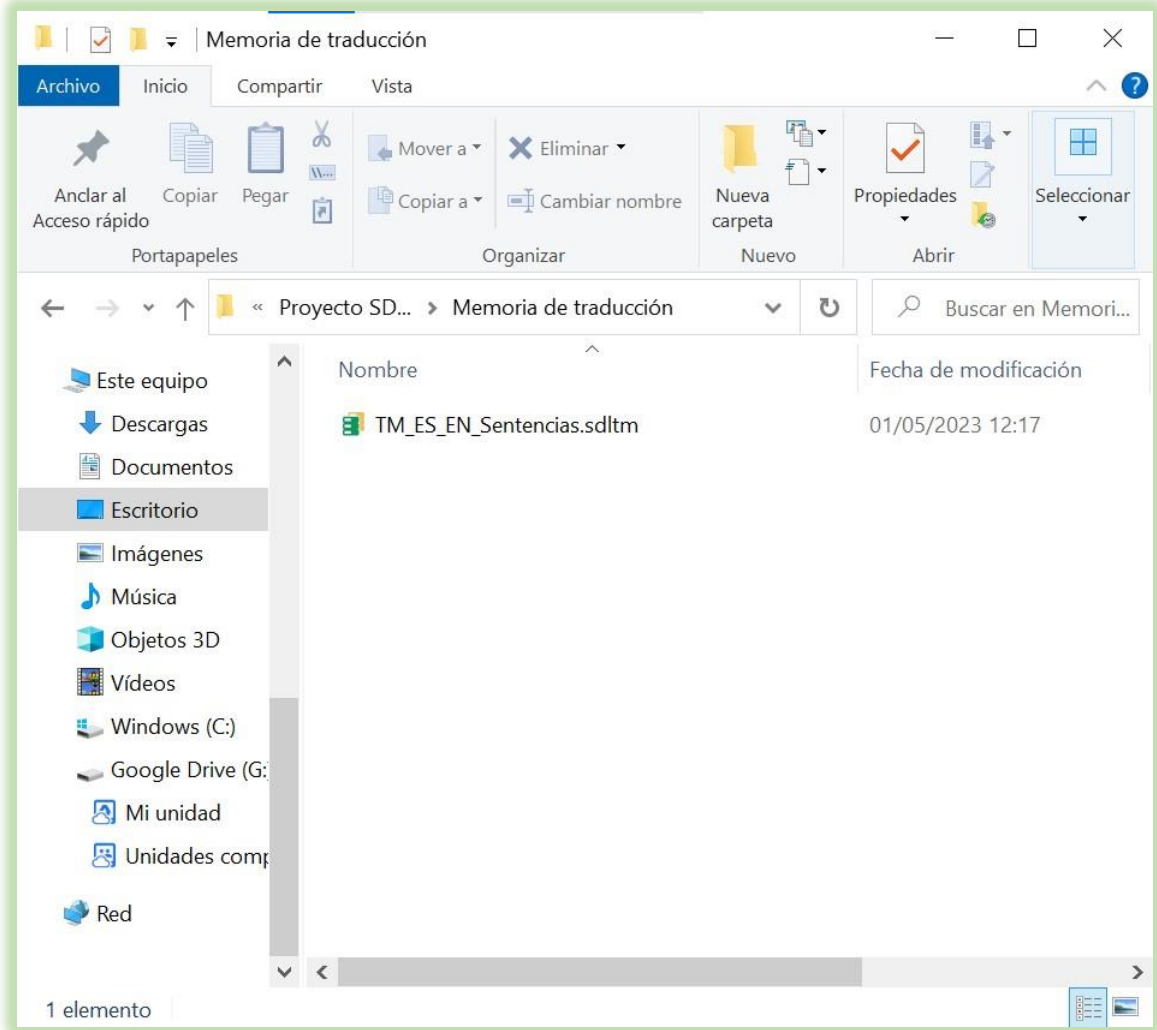 Memoria de traducción
Archivo Inicio Compartir Vista
Anclar al Acceso rápido
Copiar
Pegar
Mover a
Copiar a
Eliminar
Cambiar nombre
Nueva carpeta
Propiedades
Seleccionar
Portapapeles Organizar Nuevo Abrir
« Proyecto SD... > Memoria de traducción
Buscar en Memori...
Nombre Fecha de modificación
TM_ES_EN_Sentencias.sdltm 01/05/2023 12:17
Este equipo
Descargas
Documentos
Escritorio
Imágenes
Música
Objetos 3D
Vídeos
Windows (C:)
Google Drive (G:
Mi unidad
Unidades comp
Red
1 elemento